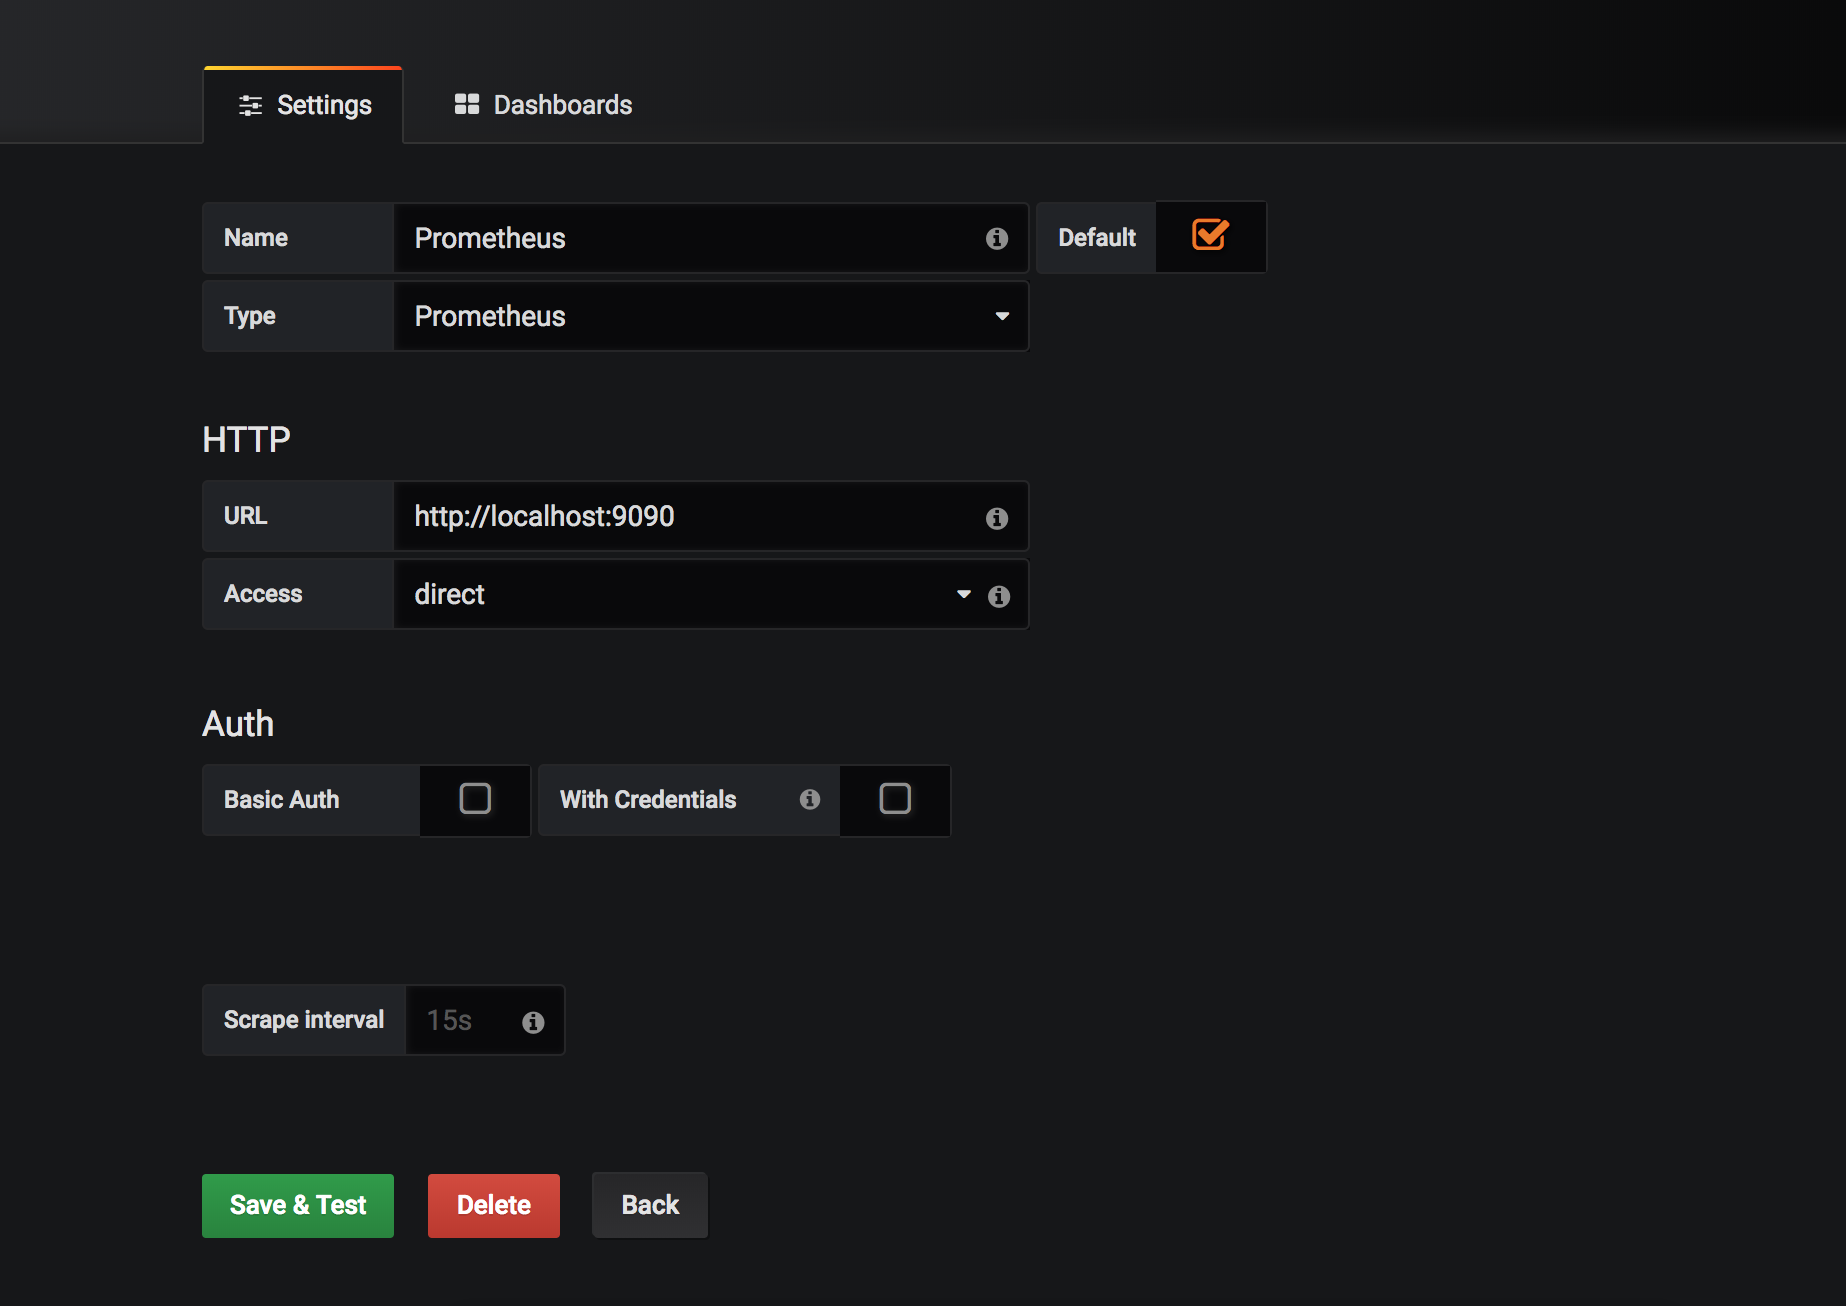 Settings Dashboards
Name Prometheus Default
Type Prometheus
HTTP
URL http://localhost:9090
Access direct
Auth
Basic Auth With Credentials
Scrape interval 15s
Save & Test Delete Back